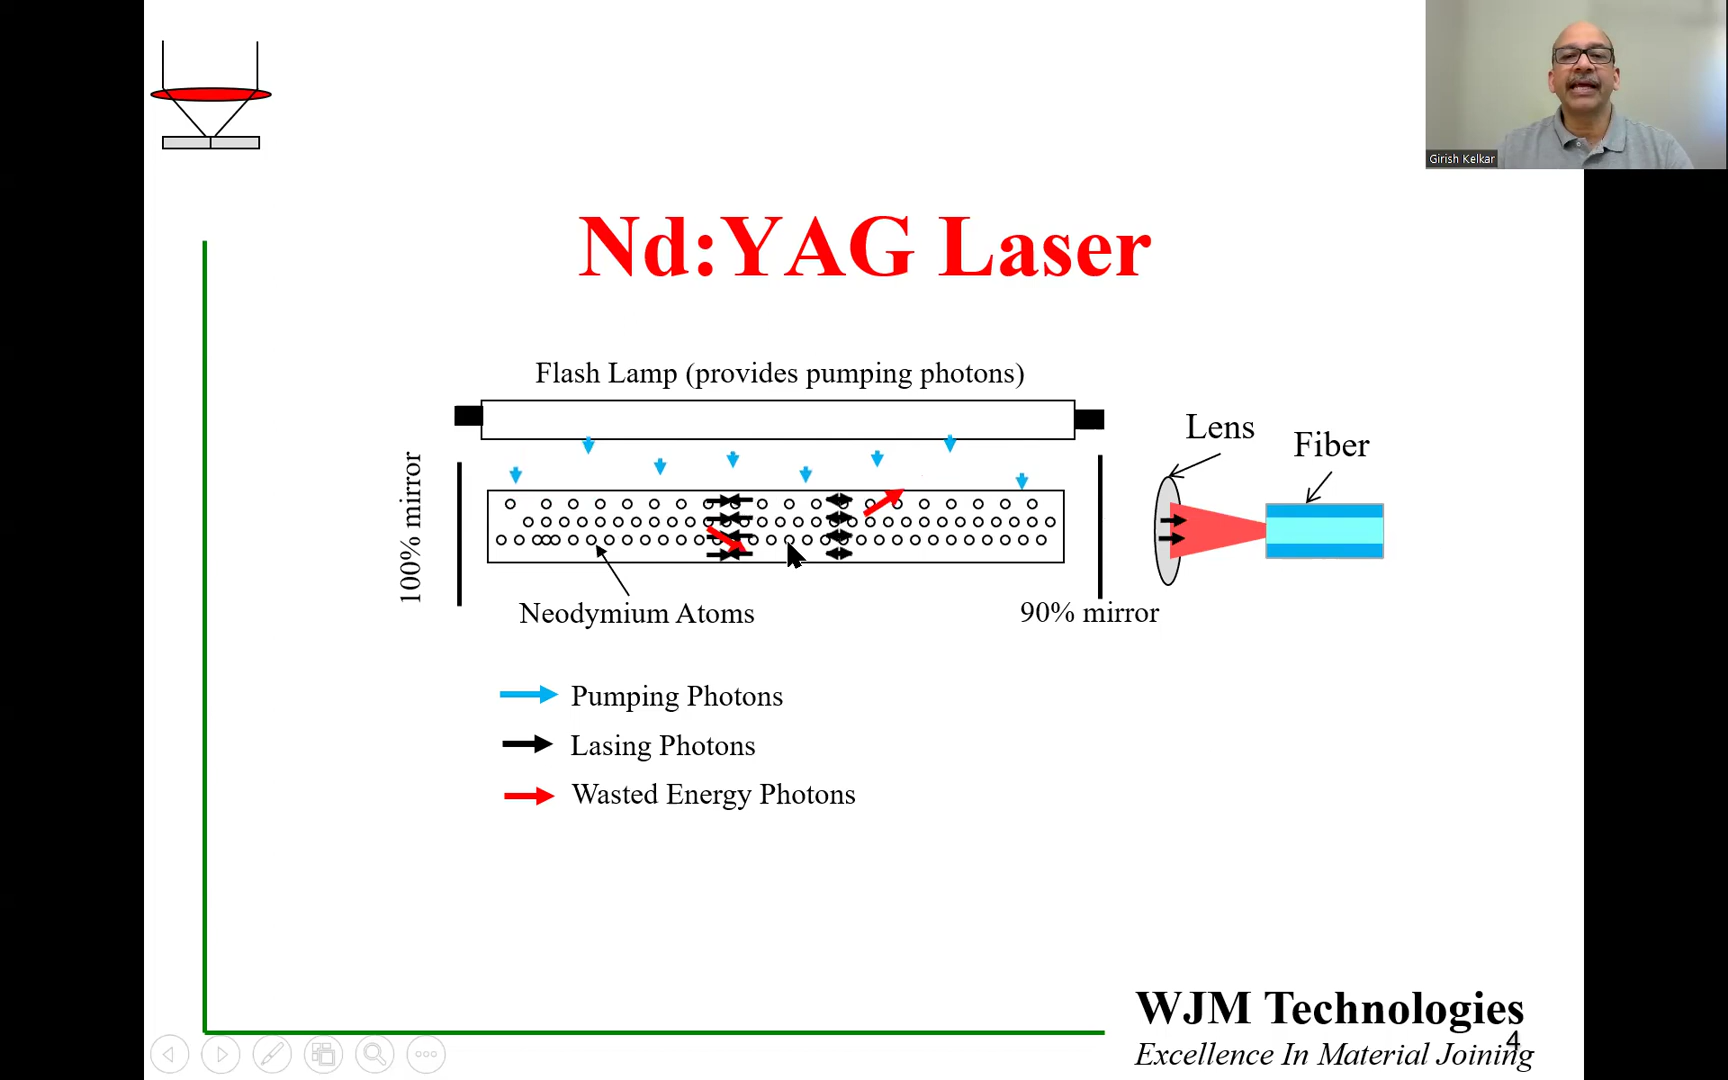 Girish Kelkar
Nd:YAG Laser
Flash Lamp (provides pumping photons)
Lens
Fiber
100% mirror
Neodymium Atoms
90% mirror
Pumping Photons
Lasing Photons
Wasted Energy Photons
WJM Technologies
4
Excellence In Material Joining